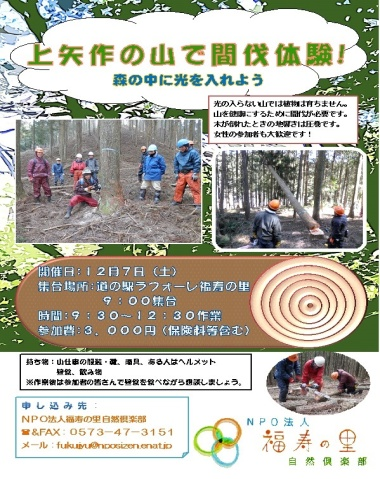 上矢作の山で間伐体験!
森の中に光を入れよう
光の入らない山では植物は育ちません。
山を健康にするために間伐が必要です。
木が倒れたときの地響きは圧巻です。
女性の参加者も大歓迎です！
開催日：１２月７日（土）
集合場所：道の駅ラフォーレ福寿の里
９：００集合
時間：９：３０～１２：３０作業
参加費：３，０００円（保険料等含む）
持ち物：山仕事の服装・靴、雨具、ある人はヘルメット
昼食、飲み物
※作業後は参加者の皆さんで昼食を食べながら懇談しましょう。
申し込み先：
ＮＰＯ法人福寿の里自然倶楽部
☎＆FAX：０５７３－４７－３１５１
メール：fukujyu@nposizen.enat.jp
ＮＰＯ法人
福寿の里
自然倶楽部